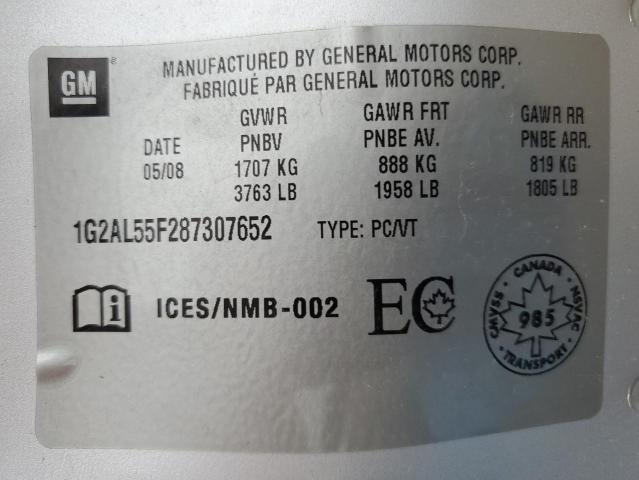 GM ®
MANUFACTURED BY GENERAL MOTORS CORP.
FABRIQUÉ PAR GENERAL MOTORS CORP.
GVWR GAWR FRT GAWR RR
DATE PNBV PNBE AV. PNBE ARR.
05/08 1707 KG 888 KG 819 KG
3763 LB 1958 LB 1805 LB
1G2AL55F287307652 TYPE: PC/VT
i ICES/NMB-002 EC
CANADA
CMVSS 985 NSVAC
TRANSPORT